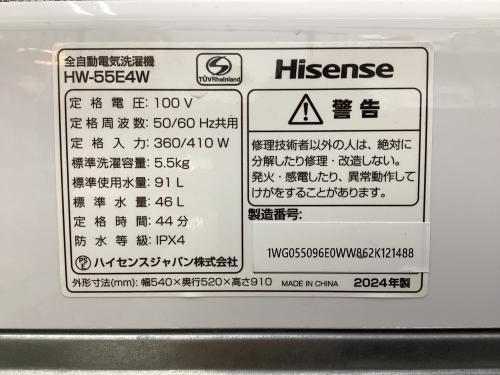 全自動電気洗濯機
HW-55E4W
TÜVRheinland
Hisense
定格電圧：100 V
定格周波数：50/60 Hz共用
定格入力：360/410 W
標準洗濯容量：5.5kg
標準使用水量：91 L
標準水量：46 L
定格時間：44分
防水等級：IPX4
ハイセンスジャパン株式会社
警告
修理技術者以外の人は、絶対に
分解したり修理・改造しない。
発火・感電したり、異常動作して
けがをすることがあります。
製造番号:
1WG055096E0WW862K121488
外形寸法(mm): 幅540×奥行520×高さ910
MADE IN CHINA
2024年製